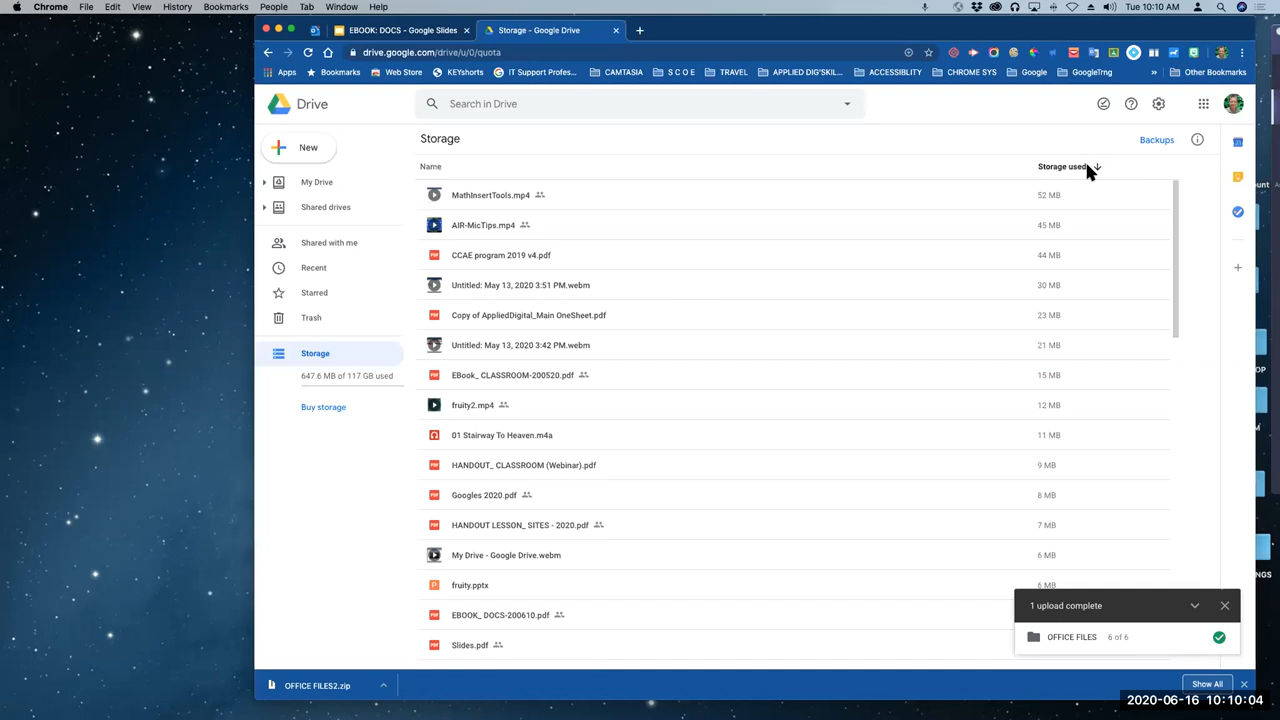 Chrome File Edit View History Bookmarks People Tab Window Help 10:10 AM
EBOOK: DOCS - Google Slides Storage - Google Drive
drive.google.com/drive/u/0/quota
Apps Bookmarks Web Store KEYshorts IT Support Profes... CAMTASIA S C O E TRAVEL APPLIED DIG'SKIL... ACCESSIBLITY CHROME SYS Google GoogleTrng » Other Bookmarks
Drive Search in Drive
Storage Backups
New
Name Storage used
My Drive
Shared drives
Shared with me
Recent
Starred
Trash
Storage
647.6 MB of 117 GB used
Buy storage
MathInsertTools.mp4 52 MB
AIR-MicTips.mp4 45 MB
CCAE program 2019 v4.pdf 44 MB
Untitled: May 13, 2020 3:51 PM.webm 30 MB
Copy of AppliedDigital_Main OneSheet.pdf 23 MB
Untitled: May 13, 2020 3:42 PM.webm 21 MB
EBook_ CLASSROOM-200520.pdf 15 MB
fruity2.mp4 12 MB
01 Stairway To Heaven.m4a 11 MB
HANDOUT_ CLASSROOM (Webinar).pdf 9 MB
Googles 2020.pdf 8 MB
HANDOUT LESSON_ SITES - 2020.pdf 7 MB
My Drive - Google Drive.webm 6 MB
fruity.pptx 6 MB
EBOOK_ DOCS-200610.pdf
Slides.pdf
1 upload complete
OFFICE FILES 6 of 6
OFFICE FILES2.zip
Show All
2020-06-16 10:10:04